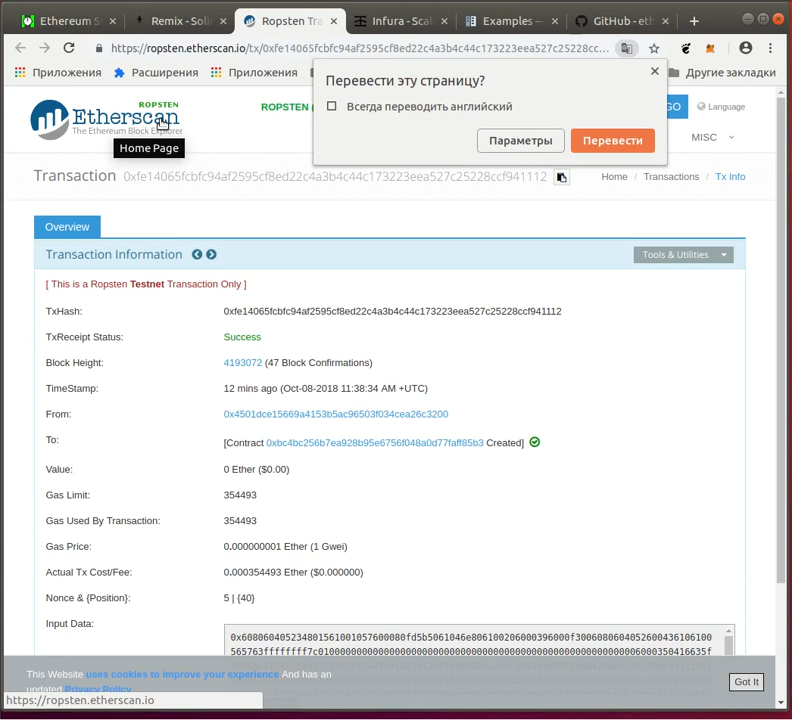 Ethereum S
Remix - Soli
Ropsten Tra
Infura - Scal
Examples —
GitHub - eth
https://ropsten.etherscan.io/tx/0xfe14065fcbfc94af2595cf8ed22c4a3b4c44c173223eea527c25228cc...
Приложения
Расширения
Приложения
Другие закладки
Перевести эту страницу?
Всегда переводить английский
Параметры
Перевести
ROPSTEN
Etherscan
The Ethereum Block Explorer
ROPSTEN (
GO
Language
MISC
Home Page
Transaction 0xfe14065fcbfc94af2595cf8ed22c4a3b4c44c173223eea527c25228ccf941112
Home / Transactions / Tx Info
Overview
Transaction Information
Tools & Utilities
[ This is a Ropsten Testnet Transaction Only ]
TxHash: 0xfe14065fcbfc94af2595cf8ed22c4a3b4c44c173223eea527c25228ccf941112
TxReceipt Status: Success
Block Height: 4193072 (47 Block Confirmations)
TimeStamp: 12 mins ago (Oct-08-2018 11:38:34 AM +UTC)
From: 0x4501dce15669a4153b5ac96503f034cea26c3200
To: [Contract 0xbc4bc256b7ea928b95e6756f048a0d77faff85b3 Created]
Value: 0 Ether ($0.00)
Gas Limit: 354493
Gas Used By Transaction: 354493
Gas Price: 0.000000001 Ether (1 Gwei)
Actual Tx Cost/Fee: 0.000354493 Ether ($0.000000)
Nonce & {Position}: 5 | {40}
Input Data:
This Website uses cookies to improve your experience And has an
updated Privacy Policy
Got It
https://ropsten.etherscan.io